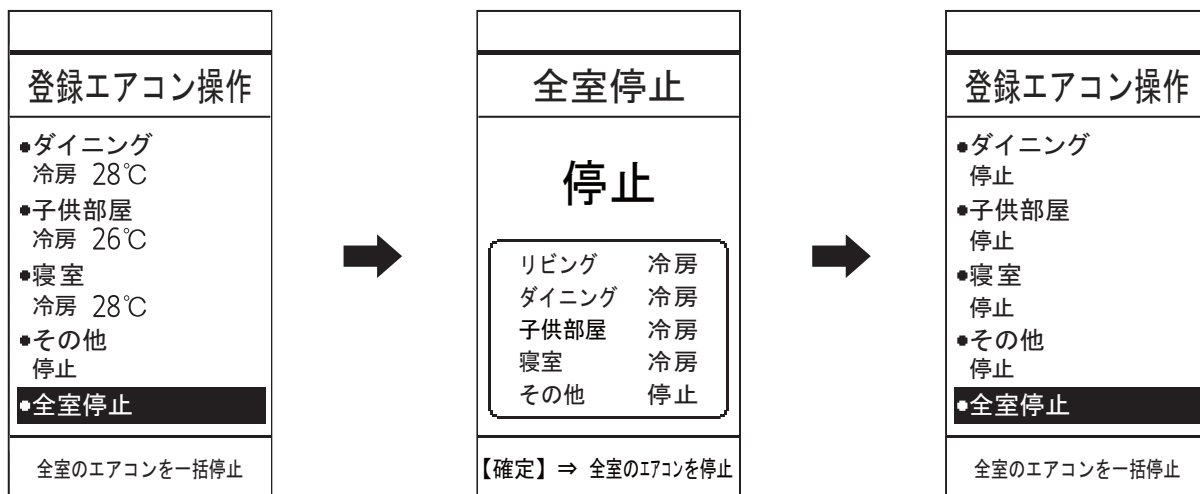 登録エアコン操作
●ダイニング
冷房 28℃
●子供部屋
冷房 26℃
●寝室
冷房 28℃
●その他
停止
●全室停止
全室のエアコンを一括停止
全室停止
停止
リビング 冷房
ダイニング 冷房
子供部屋 冷房
寝室 冷房
その他 停止
【確定】⇒ 全室のエアコンを停止
登録エアコン操作
●ダイニング
停止
●子供部屋
停止
●寝室
停止
●その他
停止
●全室停止
全室のエアコンを一括停止